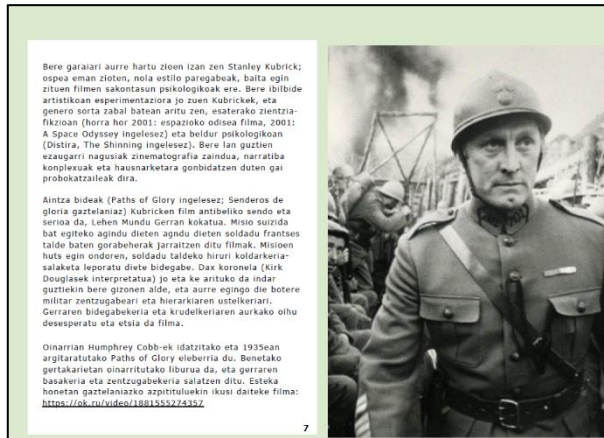 Bere garaiari aurre hartu zioen izan zen Stanley Kubrick;
ospea eman zioten, nola estilo paregabeak, baita egin
zituen filmen sakontasun psikologikoak ere. Bere ibilbide
artistikoan esperimentaziora jo zuen Kubrickek, eta
genero sorta zabal batean aritu zen, esaterako zientzia-
fikzioan (horra hor 2001: espazioko odisea filma, 2001:
A Space Odyssey ingelesez) eta beldur psikologikoan
(Distira, The Shinning ingelesez). Bere lan guztien
ezaugarri nagusiak zinematografia zaindua, narratiba
konplexuak eta hausnarketara gonbidatzen duten gai
probokatzaileak dira.
Aintza bideak (Paths of Glory ingelesez; Senderos de
gloria gaztelaniaz) Kubricken film antibeliko sendo eta
serioa da, Lehen Mundu Gerran kokatua. Misio suizida
bat egiteko agindu dieten agndu dieten soldadu frantses
talde baten gorabeherak jarraitzen ditu filmak. Misioen
huts egin ondoren, soldadu taldeko hiruri koldarkeria-
salaketa leporatu diete bidegabe. Dax koronela (Kirk
Douglasek interpretatua) jo eta ke arituko da indar
guztiekin bere gizonen alde, eta aurre egingo die botere
militar zentzugabeari eta hierarkiaren ustelkeriari.
Gerraren bidegabekeria eta krudelkeriaren aurkako oihu
desesperatu eta etsia da filma.
Oinarrian Humphrey Cobb-ek idatzitako eta 1935ean
argitaratutako Paths of Glory eleberria du. Benetako
gertakarietan oinarritutako liburua da, eta gerraren
basakeria eta zentzugabekeria salatzen ditu. Esteka
honetan gaztelaniazko azpitituluekin ikusi daiteke filma:
https://ok.ru/video/1881555274357
7